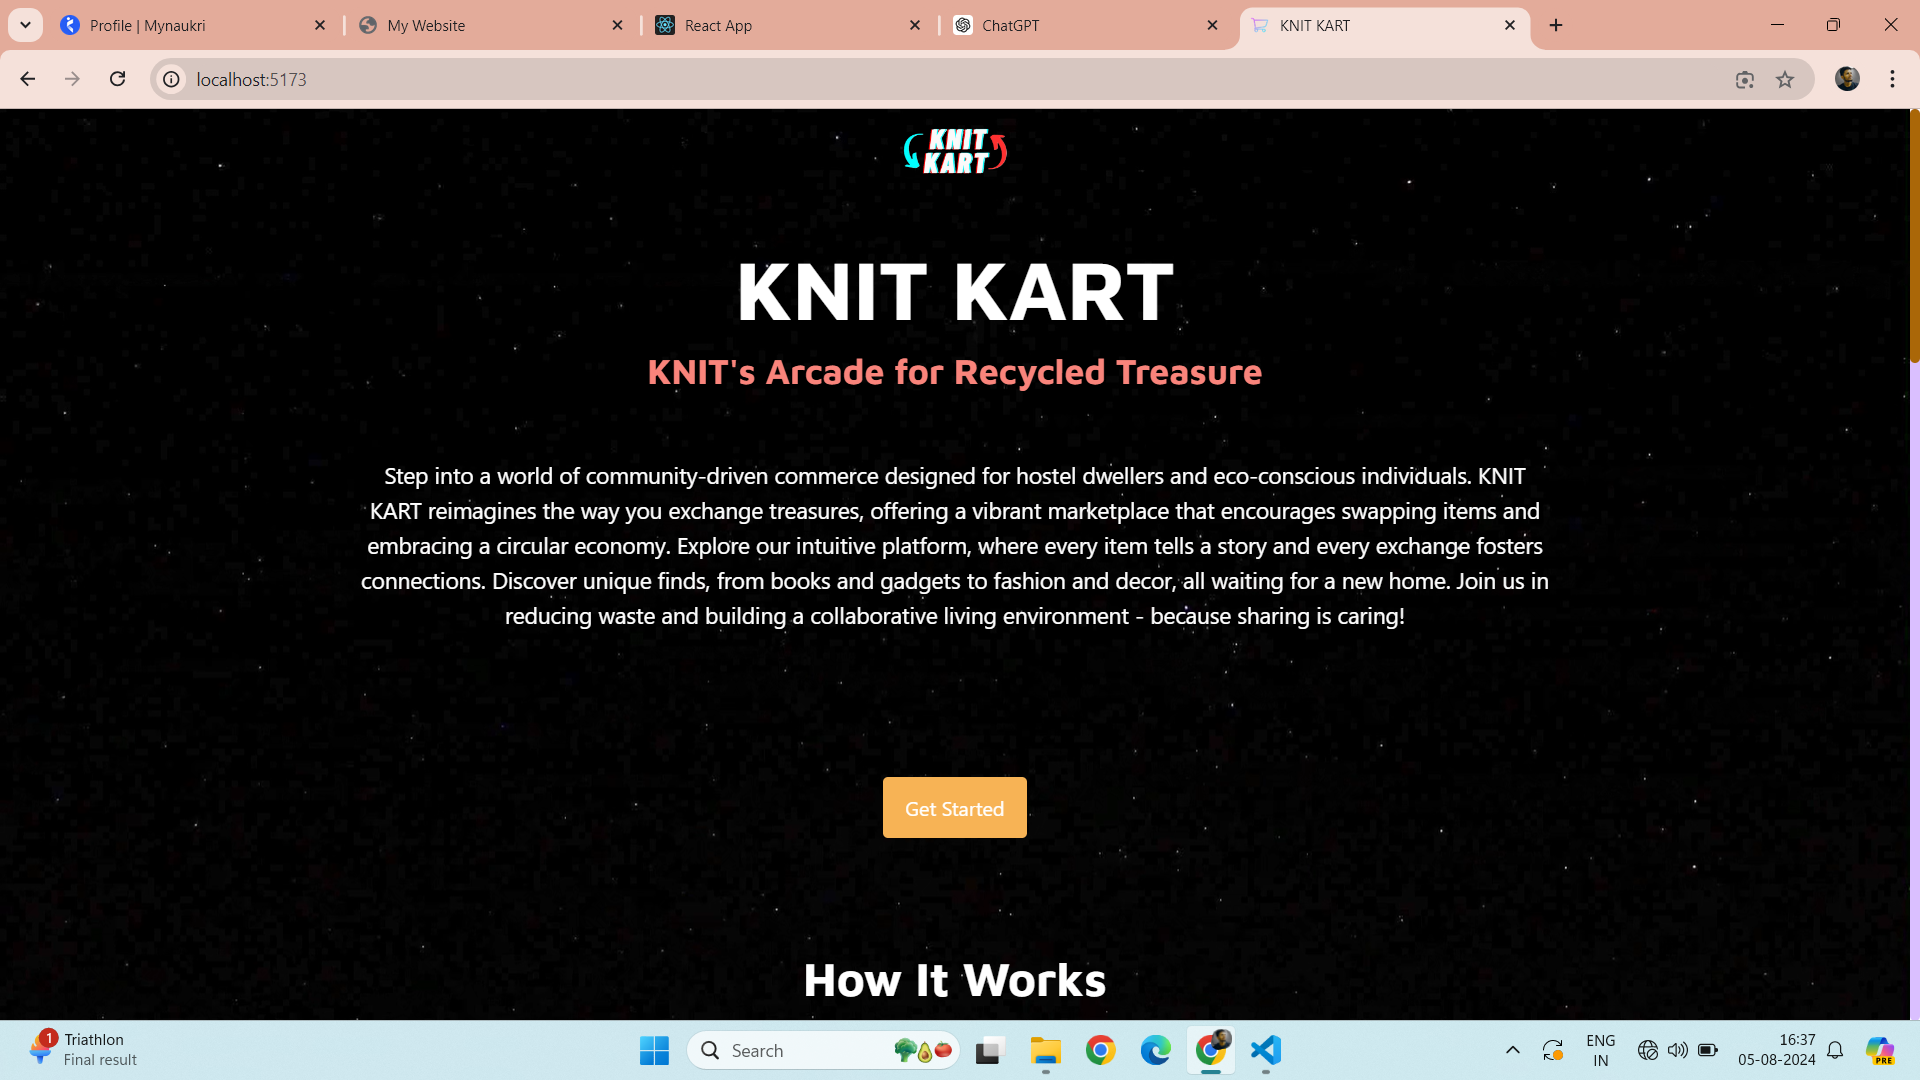 Profile | Mynaukri
My Website
React App
ChatGPT
KNIT KART
localhost:5173
KNIT
KART
KNIT KART
KNIT's Arcade for Recycled Treasure
Step into a world of community-driven commerce designed for hostel dwellers and eco-conscious individuals. KNIT
KART reimagines the way you exchange treasures, offering a vibrant marketplace that encourages swapping items and
embracing a circular economy. Explore our intuitive platform, where every item tells a story and every exchange fosters
connections. Discover unique finds, from books and gadgets to fashion and decor, all waiting for a new home. Join us in
reducing waste and building a collaborative living environment - because sharing is caring!
Get Started
How It Works
1
Triathlon
Final result
Search
ENG
IN
16:37
05-08-2024
PRE